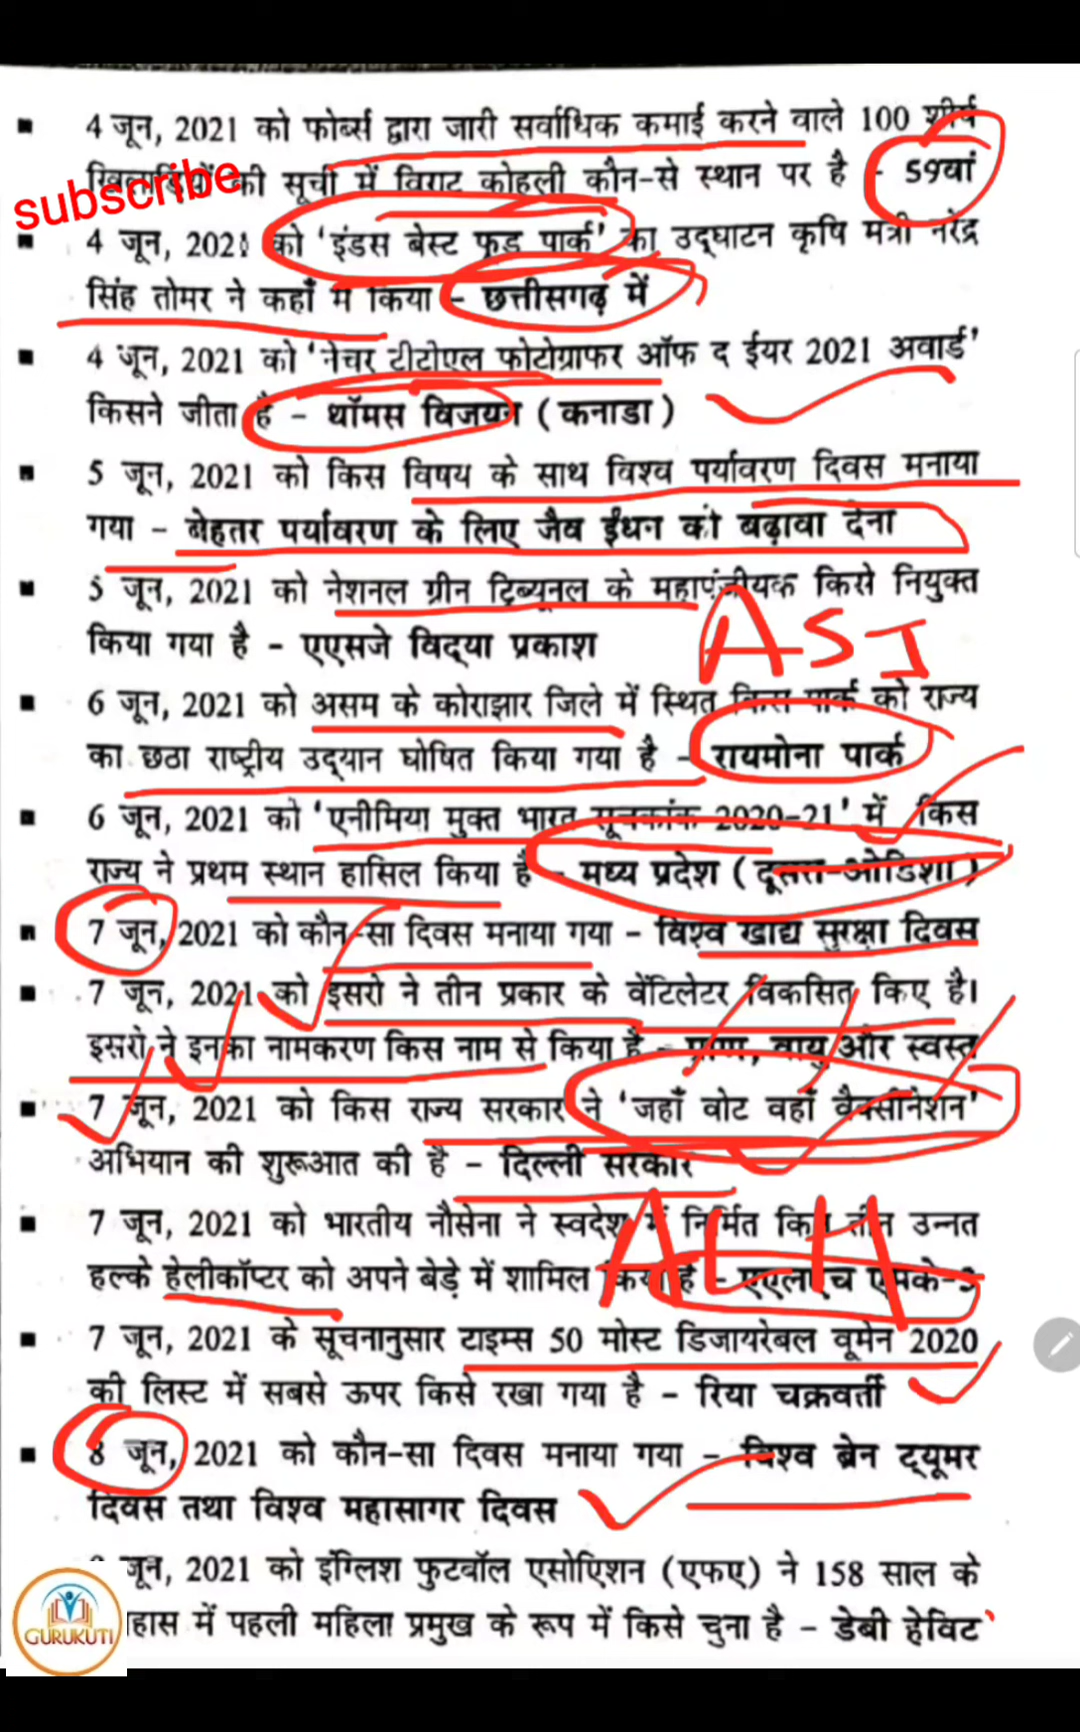 4 जून, 2021 को फोर्ब्स द्वारा जारी सर्वाधिक कमाई करने वाले 100 शीर्ष
खिलाड़ियों की सूची में विराट कोहली कौन-से स्थान पर है - 59वां
subscribe
4 जून, 2021 को 'इंडस बेस्ट फूड पार्क' का उद्घाटन कृषि मंत्री नरेंद्र
सिंह तोमर ने कहाँ में किया - छत्तीसगढ़ में
4 जून, 2021 को 'नेचर टीटीएल फोटोग्राफर ऑफ द ईयर 2021 अवार्ड'
किसने जीता है - थॉमस विजयन (कनाडा)
5 जून, 2021 को किस विषय के साथ विश्व पर्यावरण दिवस मनाया
गया - बेहतर पर्यावरण के लिए जैव ईंधन को बढ़ावा देना
5 जून, 2021 को नेशनल ग्रीन ट्रिब्यूनल के महापंजीयक किसे नियुक्त
किया गया है - एएसजे विद्या प्रकाश
ASJ
6 जून, 2021 को असम के कोराझार जिले में स्थित किस पार्क को राज्य
का छठा राष्ट्रीय उद्यान घोषित किया गया है - रायमोना पार्क
6 जून, 2021 को 'एनीमिया मुक्त भारत सूचकांक 2020-21' में किस
राज्य ने प्रथम स्थान हासिल किया है - मध्य प्रदेश (दूसरा-ओडिशा)
7 जून, 2021 को कौन-सा दिवस मनाया गया - विश्व खाद्य सुरक्षा दिवस
7 जून, 2021 को इसरो ने तीन प्रकार के वेंटिलेटर विकसित किए है।
इसरो ने इनका नामकरण किस नाम से किया है - प्राण, वायु और स्वस्त
7 जून, 2021 को किस राज्य सरकार ने 'जहाँ वोट वहाँ वैक्सीनेशन'
अभियान की शुरूआत की है - दिल्ली सरकार
7 जून, 2021 को भारतीय नौसेना ने स्वदेश में निर्मित किस तीन उन्नत
हल्के हेलीकॉप्टर को अपने बेड़े में शामिल किया है - एएलएच एमके-3
ALH
7 जून, 2021 के सूचनानुसार टाइम्स 50 मोस्ट डिजायरेबल वूमेन 2020
की लिस्ट में सबसे ऊपर किसे रखा गया है - रिया चक्रवर्ती
8 जून, 2021 को कौन-सा दिवस मनाया गया - विश्व ब्रेन ट्यूमर
दिवस तथा विश्व महासागर दिवस
जून, 2021 को इंग्लिश फुटबॉल एसोएिशन (एफए) ने 158 साल के
हास में पहली महिला प्रमुख के रूप में किसे चुना है - डेबी हेविट
GURUKUTI